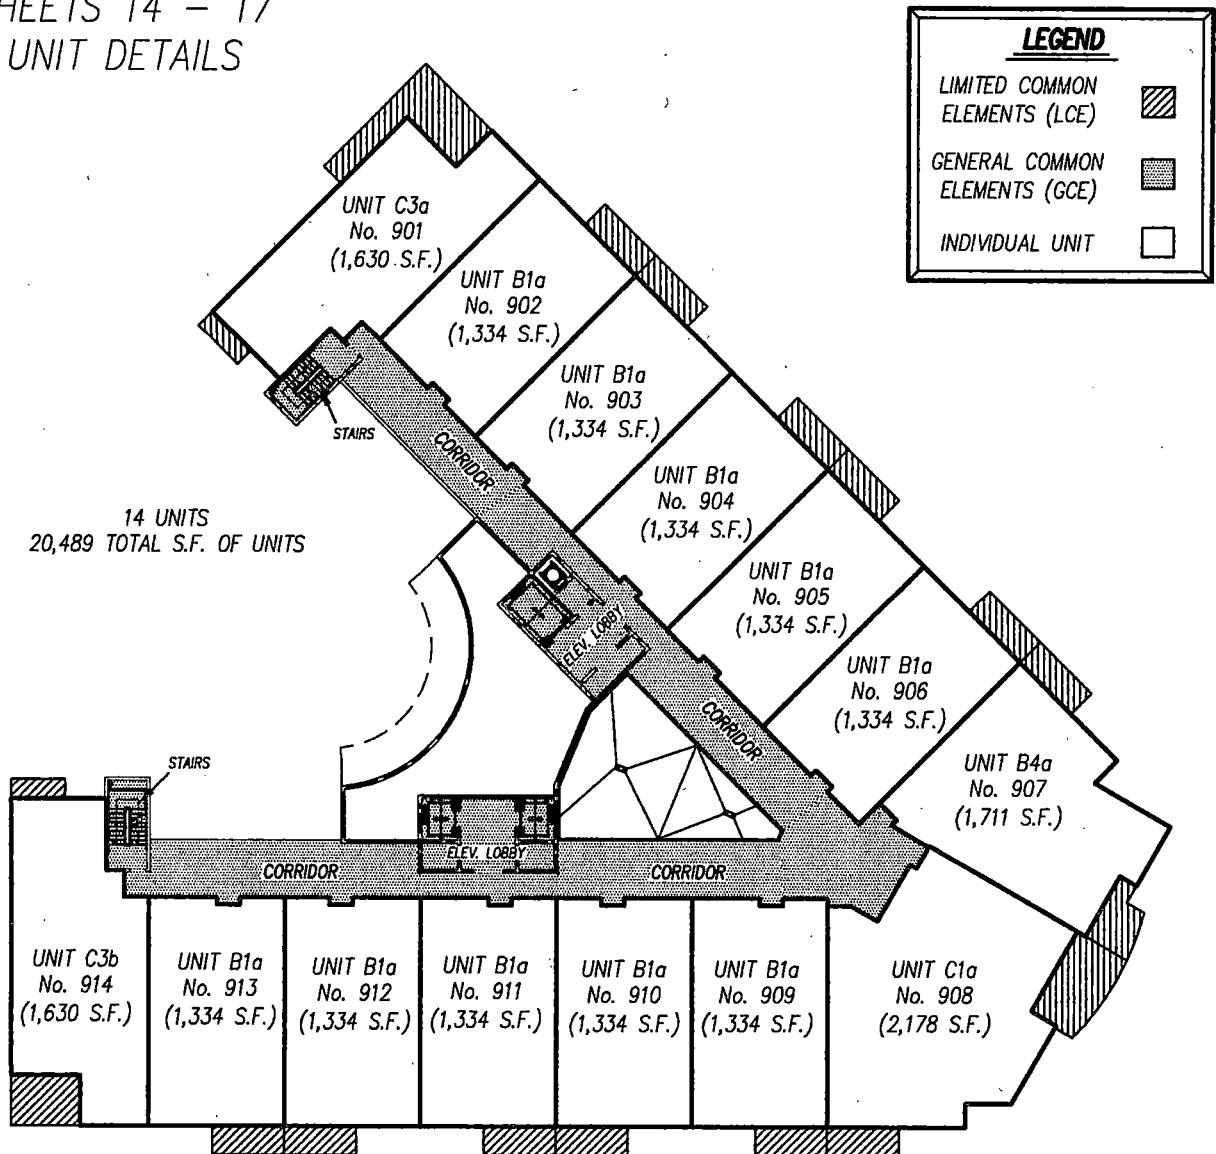 HEETS 14 - 17
UNIT DETAILS
LEGEND
LIMITED COMMON
ELEMENTS (LCE)
GENERAL COMMON
ELEMENTS (GCE)
INDIVIDUAL UNIT
UNIT C3a
No. 901
(1,630 S.F.)
UNIT B1a
No. 902
(1,334 S.F.)
UNIT B1a
No. 903
(1,334 S.F.)
STAIRS
CORRIDOR
UNIT B1a
No. 904
(1,334 S.F.)
14 UNITS
20,489 TOTAL S.F. OF UNITS
UNIT B1a
No. 905
(1,334 S.F.)
ELEV. LOBBY
UNIT B1a
No. 906
(1,334 S.F.)
CORRIDOR
UNIT B4a
No. 907
(1,711 S.F.)
STAIRS
ELEV. LOBBY
CORRIDOR
CORRIDOR
UNIT C3b
No. 914
(1,630 S.F.)
UNIT B1a
No. 913
(1,334 S.F.)
UNIT B1a
No. 912
(1,334 S.F.)
UNIT B1a
No. 911
(1,334 S.F.)
UNIT B1a
No. 910
(1,334 S.F.)
UNIT B1a
No. 909
(1,334 S.F.)
UNIT C1a
No. 908
(2,178 S.F.)